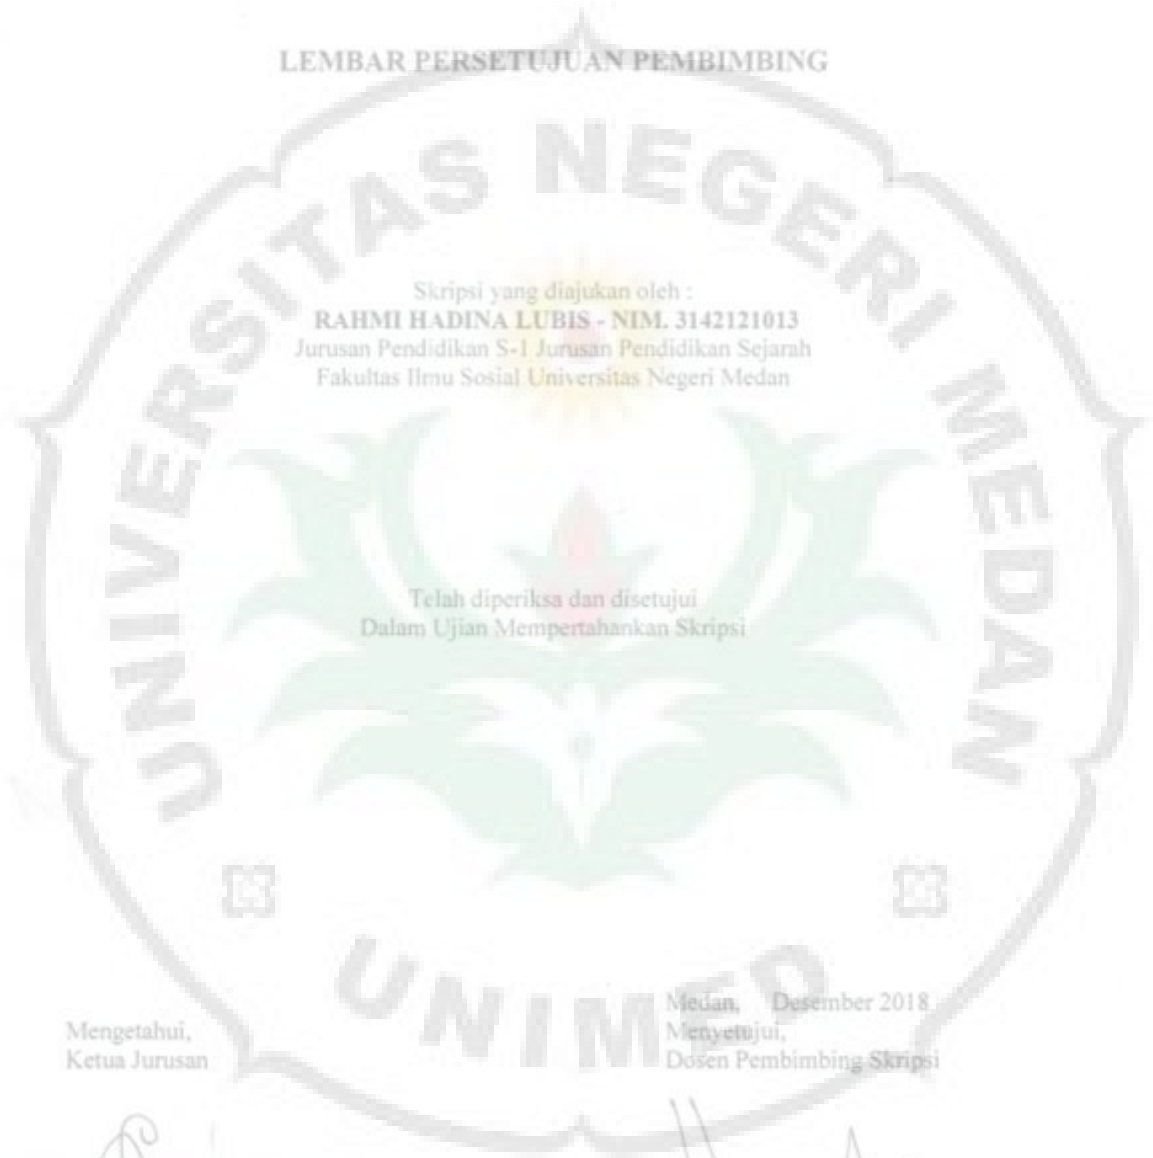 LEMBAR PERSETUJUAN PEMBIMBING
UNIVERSITAS NEGERI MEDAN
Skripsi yang diajukan oleh :
RAHMI HADINA LUBIS - NIM. 3142121013
Jurusan Pendidikan S-1 Jurusan Pendidikan Sejarah
Fakultas Ilmu Sosial Universitas Negeri Medan
Telah diperiksa dan disetujui
Dalam Ujian Mempertahankan Skripsi
UNIMED
Medan, Desember 2018
Mengetahui,
Menyetujui,
Ketua Jurusan
Dosen Pembimbing Skripsi